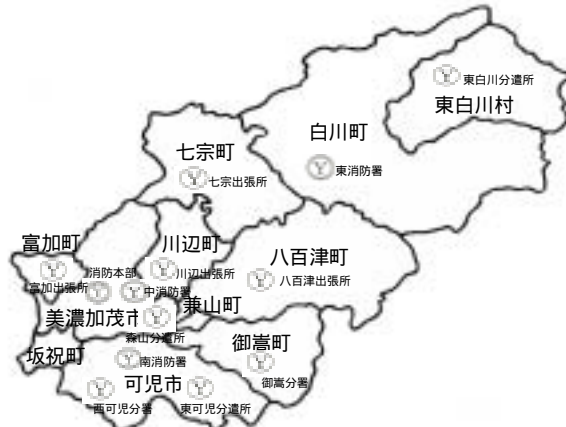 東白川分遣所
東白川村
白川町
七宗町
東消防署
七宗出張所
富加町
川辺町
八百津町
消防本部
川辺出張所
富加出張所
八百津出張所
中消防署
兼山町
美濃加茂市
森山分遣所
御嵩町
坂祝町
南消防署
可児市
御嵩分署
西可児分署
東可児分遣所